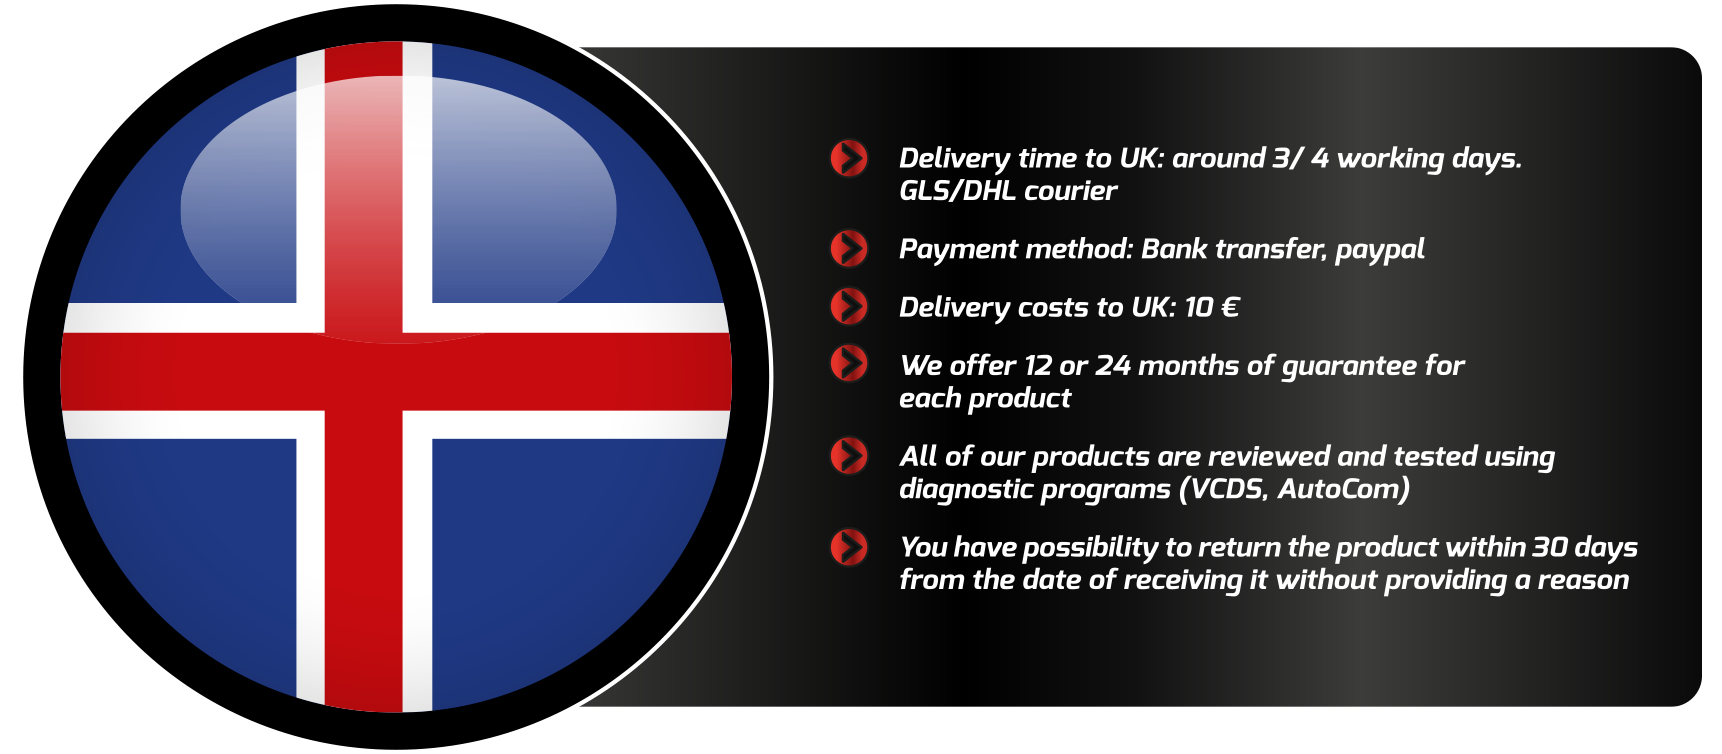 Delivery time to UK: around 3/ 4 working days.
GLS/DHL courier
Payment method: Bank transfer, paypal
Delivery costs to UK: 10 €
We offer 12 or 24 months of guarantee for
each product
All of our products are reviewed and tested using
diagnostic programs (VCDS, AutoCom)
You have possibility to return the product within 30 days
from the date of receiving it without providing a reason